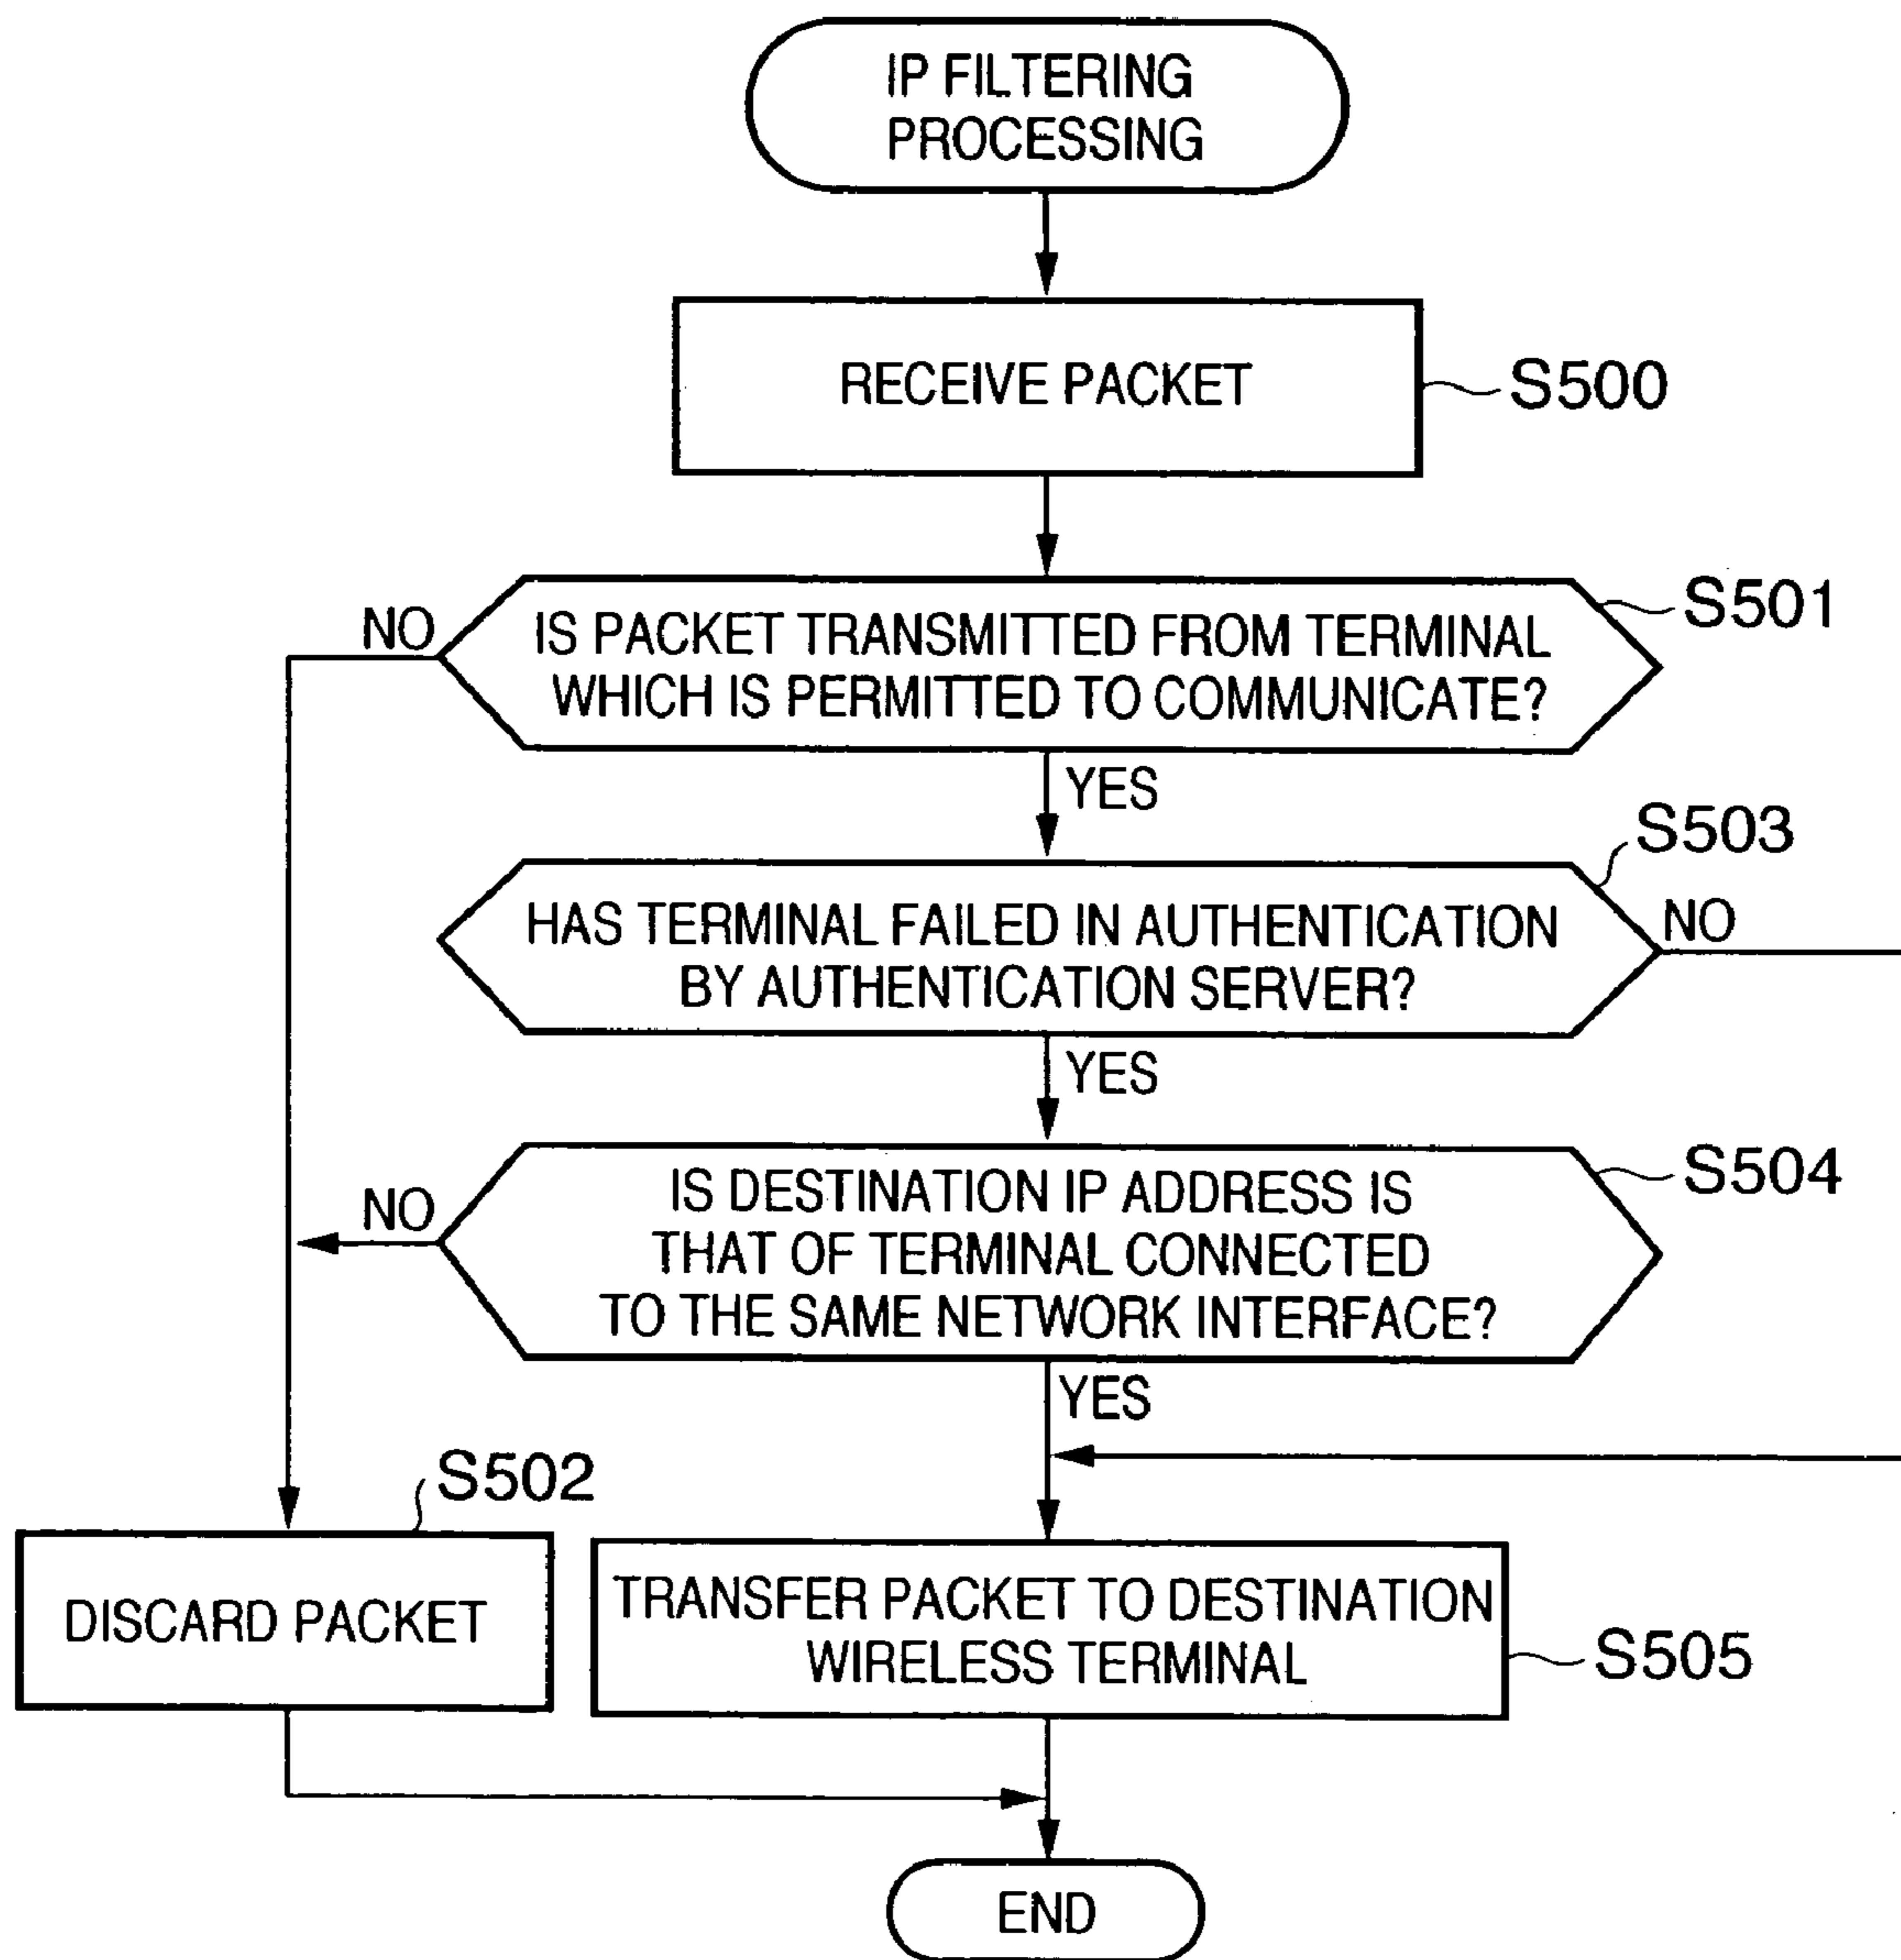 IP FILTERING
PROCESSING
RECEIVE PACKET
S500
S501
NO
IS PACKET TRANSMITTED FROM TERMINAL
WHICH IS PERMITTED TO COMMUNICATE?
YES
S503
HAS TERMINAL FAILED IN AUTHENTICATION
BY AUTHENTICATION SERVER?
NO
YES
S504
NO
IS DESTINATION IP ADDRESS IS
THAT OF TERMINAL CONNECTED
TO THE SAME NETWORK INTERFACE?
YES
S502
DISCARD PACKET
TRANSFER PACKET TO DESTINATION
WIRELESS TERMINAL
S505
END